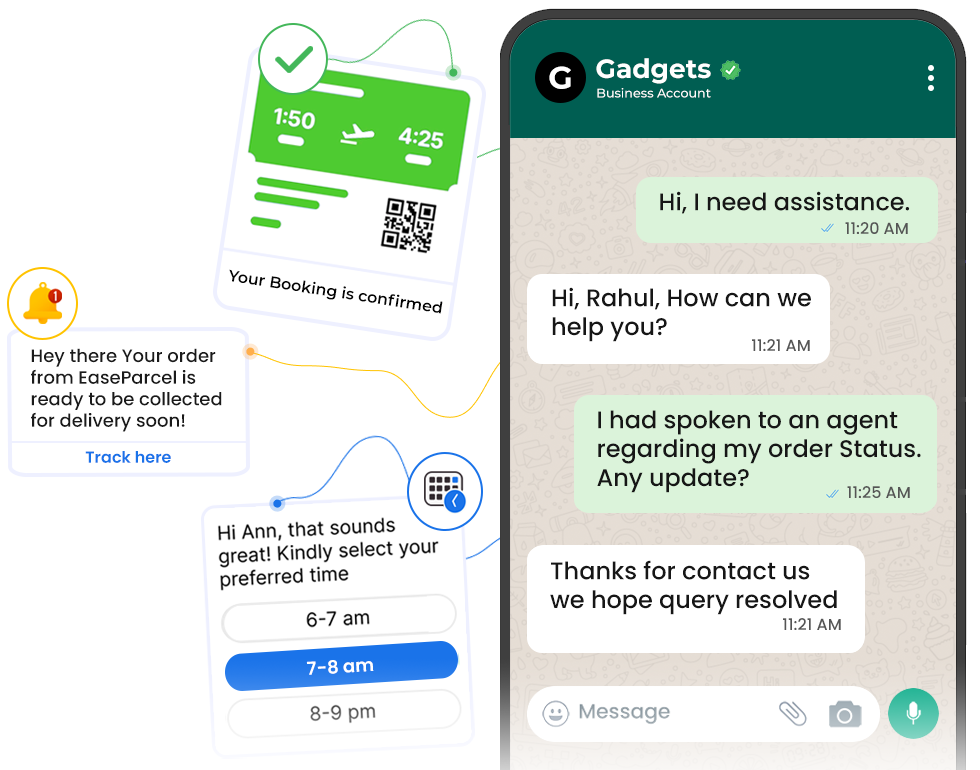 1:50
4:25
Your Booking is confirmed
1
Hey there Your order
from EaseParcel is
ready to be collected
for delivery soon!
Track here
Hi Ann, that sounds
great! Kindly select your
preferred time
6-7 am
7-8 am
8-9 pm
G
Gadgets
Business Account
Hi, I need assistance.
11:20 AM
Hi, Rahul, How can we
help you?
11:21 AM
I had spoken to an agent
regarding my order Status.
Any update?
11:25 AM
Thanks for contact us
we hope query resolved
11:21 AM
Message